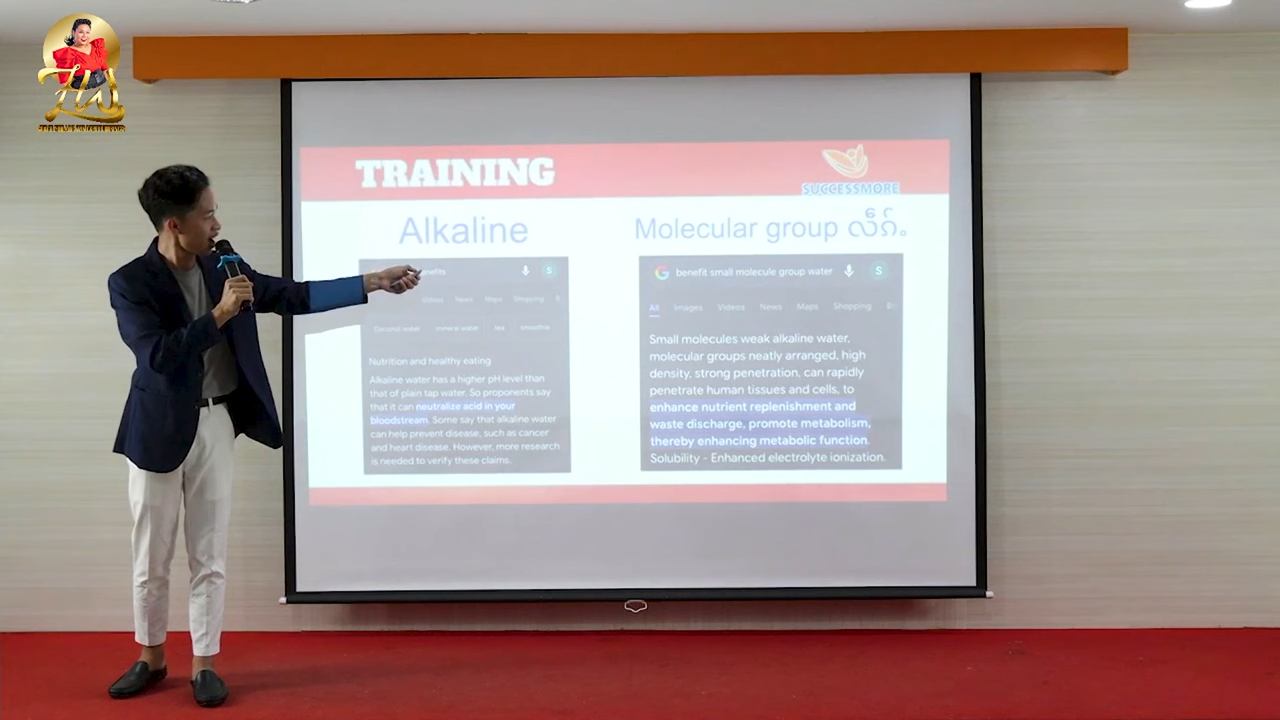 TRAINING
SUCCESSMORE
Alkaline
Molecular group လဵၵ်ႉ
benefit small molecule group water
S
S
Videos News Maps Shopping
All Images Videos News Maps Shopping
Coconut water mineral water tea smoothie
Nutrition and healthy eating
Alkaline water has a higher pH level than
that of plain tap water. So proponents say
that it can neutralize acid in your
bloodstream. Some say that alkaline water
can help prevent disease, such as cancer
and heart disease. However, more research
is needed to verify these claims.
Small molecules weak alkaline water,
molecular groups neatly arranged, high
density, strong penetration, can rapidly
penetrate human tissues and cells, to
enhance nutrient replenishment and
waste discharge, promote metabolism,
thereby enhancing metabolic function.
Solubility - Enhanced electrolyte ionization.